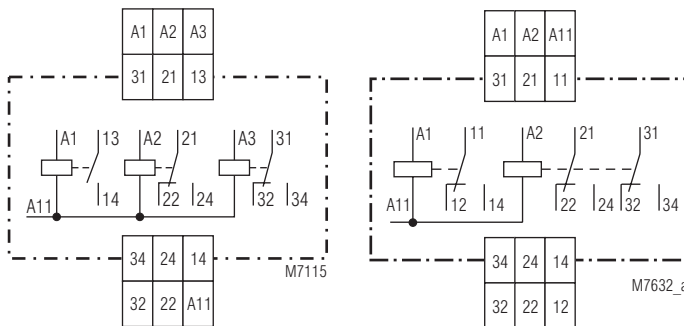 A1 A2 A3
31 21 13
A1 13 A2 21 A3 31
14 22 24 32 34
A11
34 24 14
M7115
32 22 A11
A1 A2 A11
31 21 11
A1 11 A2 21 31
A11 12 14 22 24 32 34
34 24 14
32 22 12